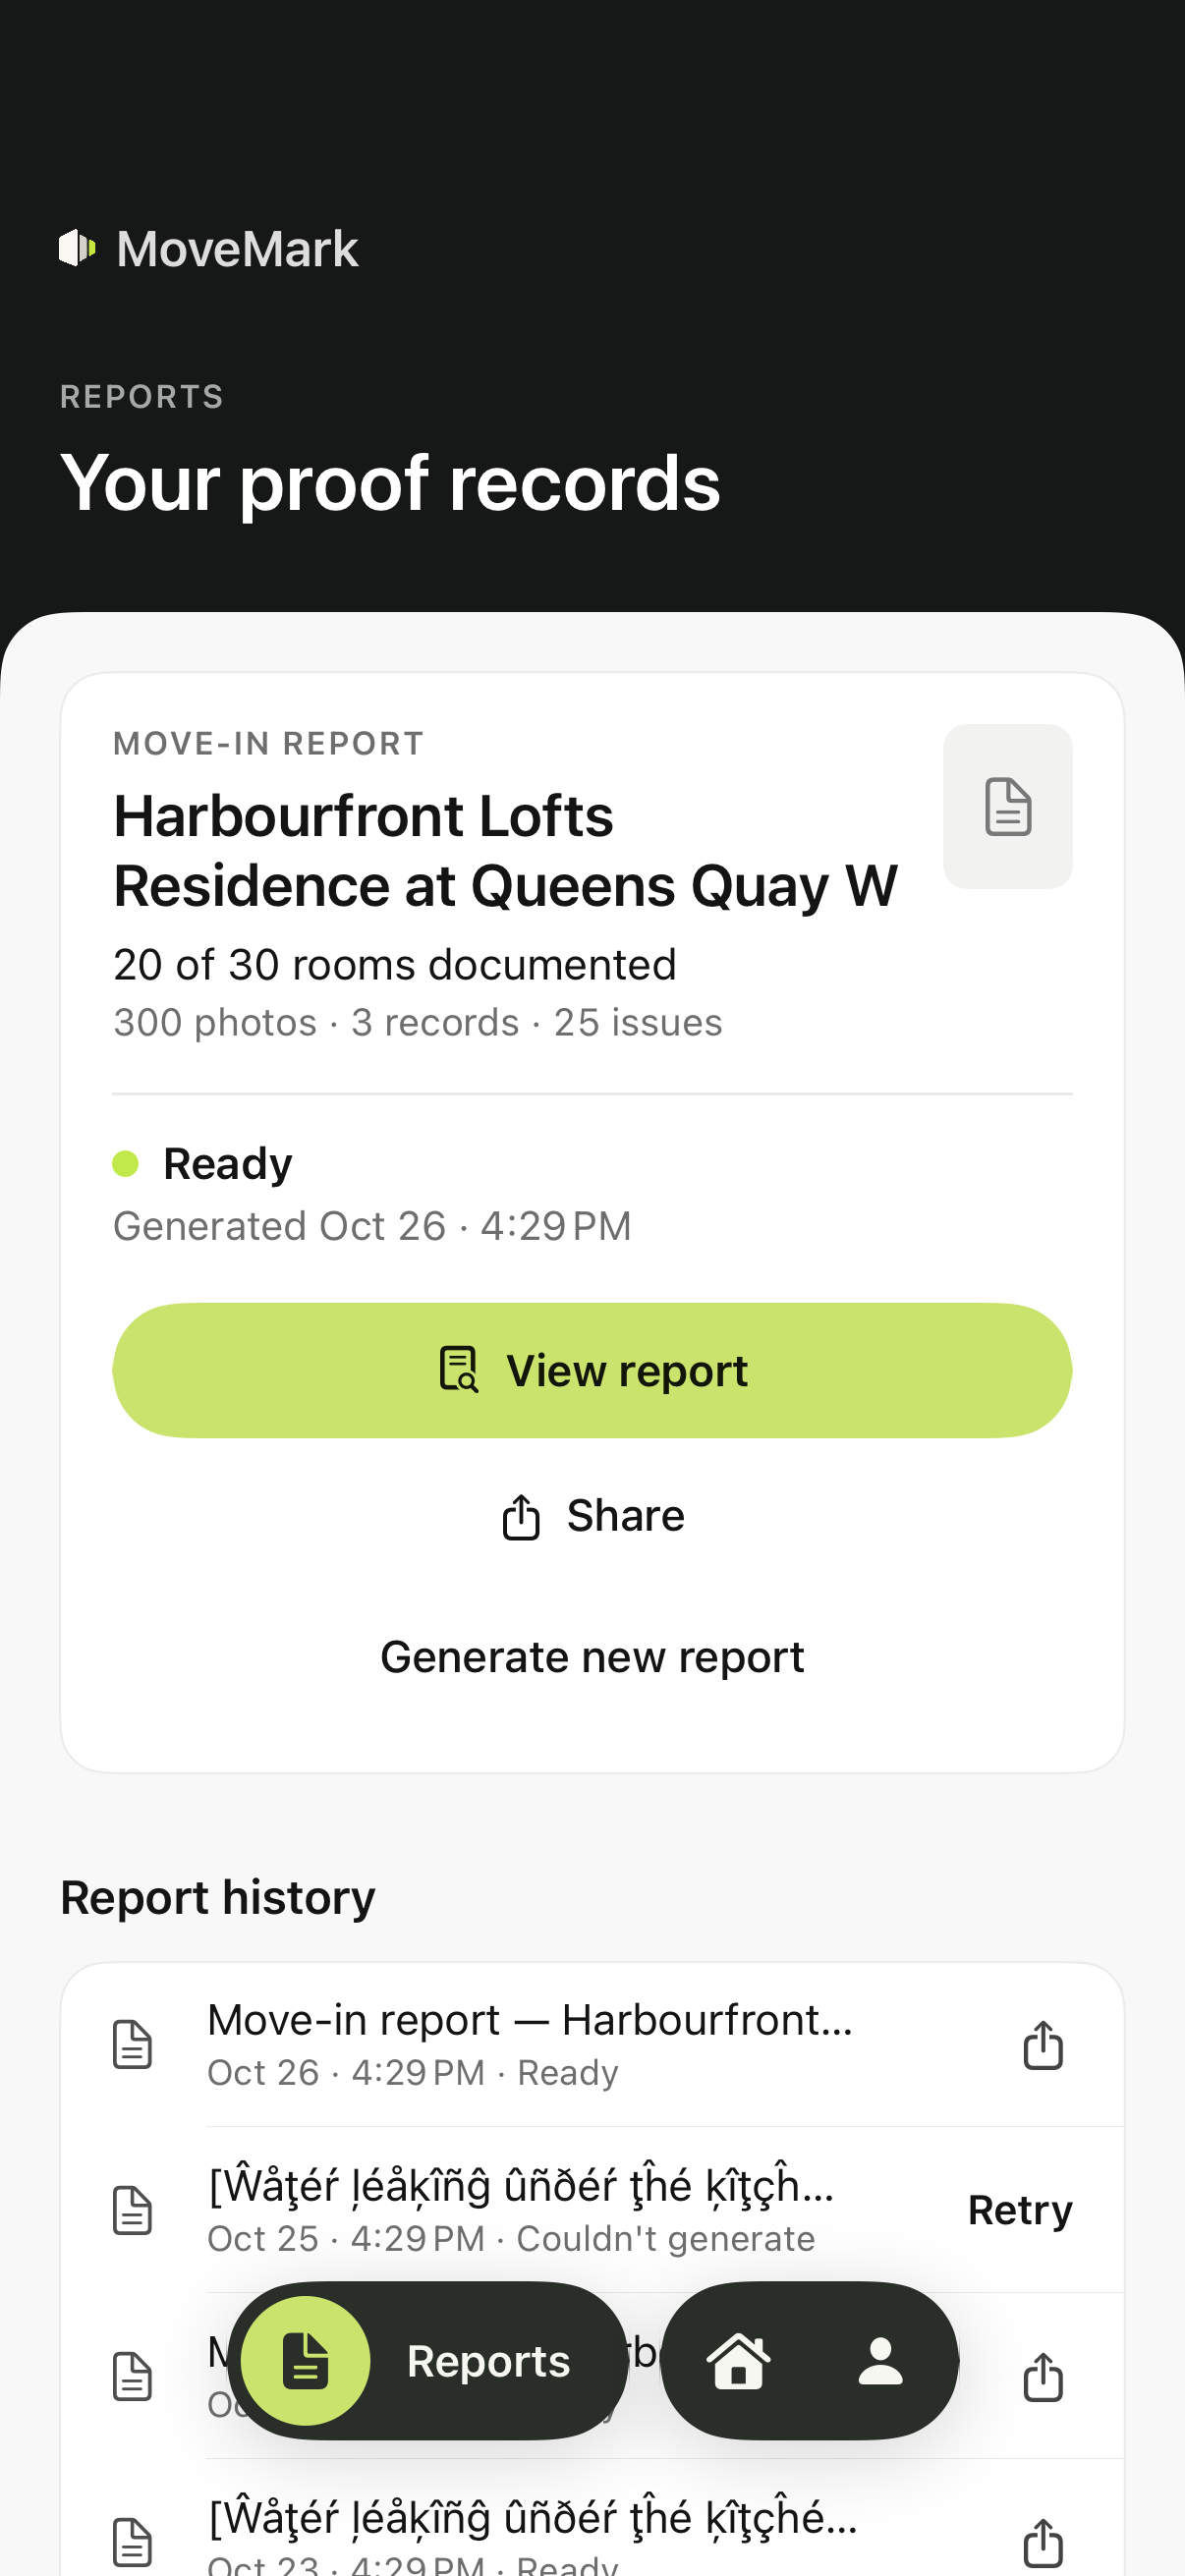 MoveMark
REPORTS
Your proof records
MOVE-IN REPORT
Harbourfront Lofts
Residence at Queens Quay W
20 of 30 rooms documented
300 photos · 3 records · 25 issues
Ready
Generated Oct 26 · 4:29 PM
View report
Share
Generate new report
Report history
Move-in report — Harbourfront...
Oct 26 · 4:29 PM · Ready
[Ŵåţéŕ ļéåķîñĝ ûñðéŕ ţĥé ķîţçĥ...
Oct 25 · 4:29 PM · Couldn't generate
Retry
Reports
[Ŵåţéŕ ļéåķîñĝ ûñðéŕ ţĥé ķîţçĥé...
Oct 23 · 4:29 PM · Ready